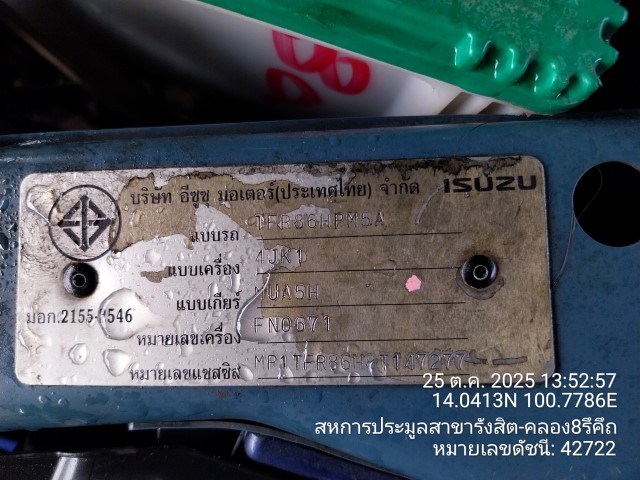 บริษัท อีซูซุ มอเตอร์(ประเทศไทย) จำกัด ISUZU
แบบรถ TFR86HPM5A
แบบเครื่อง 4JK1
แบบเกียร์ MUA5H
มอก.2155-2546
หมายเลขเครื่อง FN0671
หมายเลขแชสซิส
25 ต.ค. 2025 13:52:57
14.0413N 100.7786E
สหการประมูลสาขารังสิต-คลอง8รีคีถ
หมายเลขดัชนี: 42722